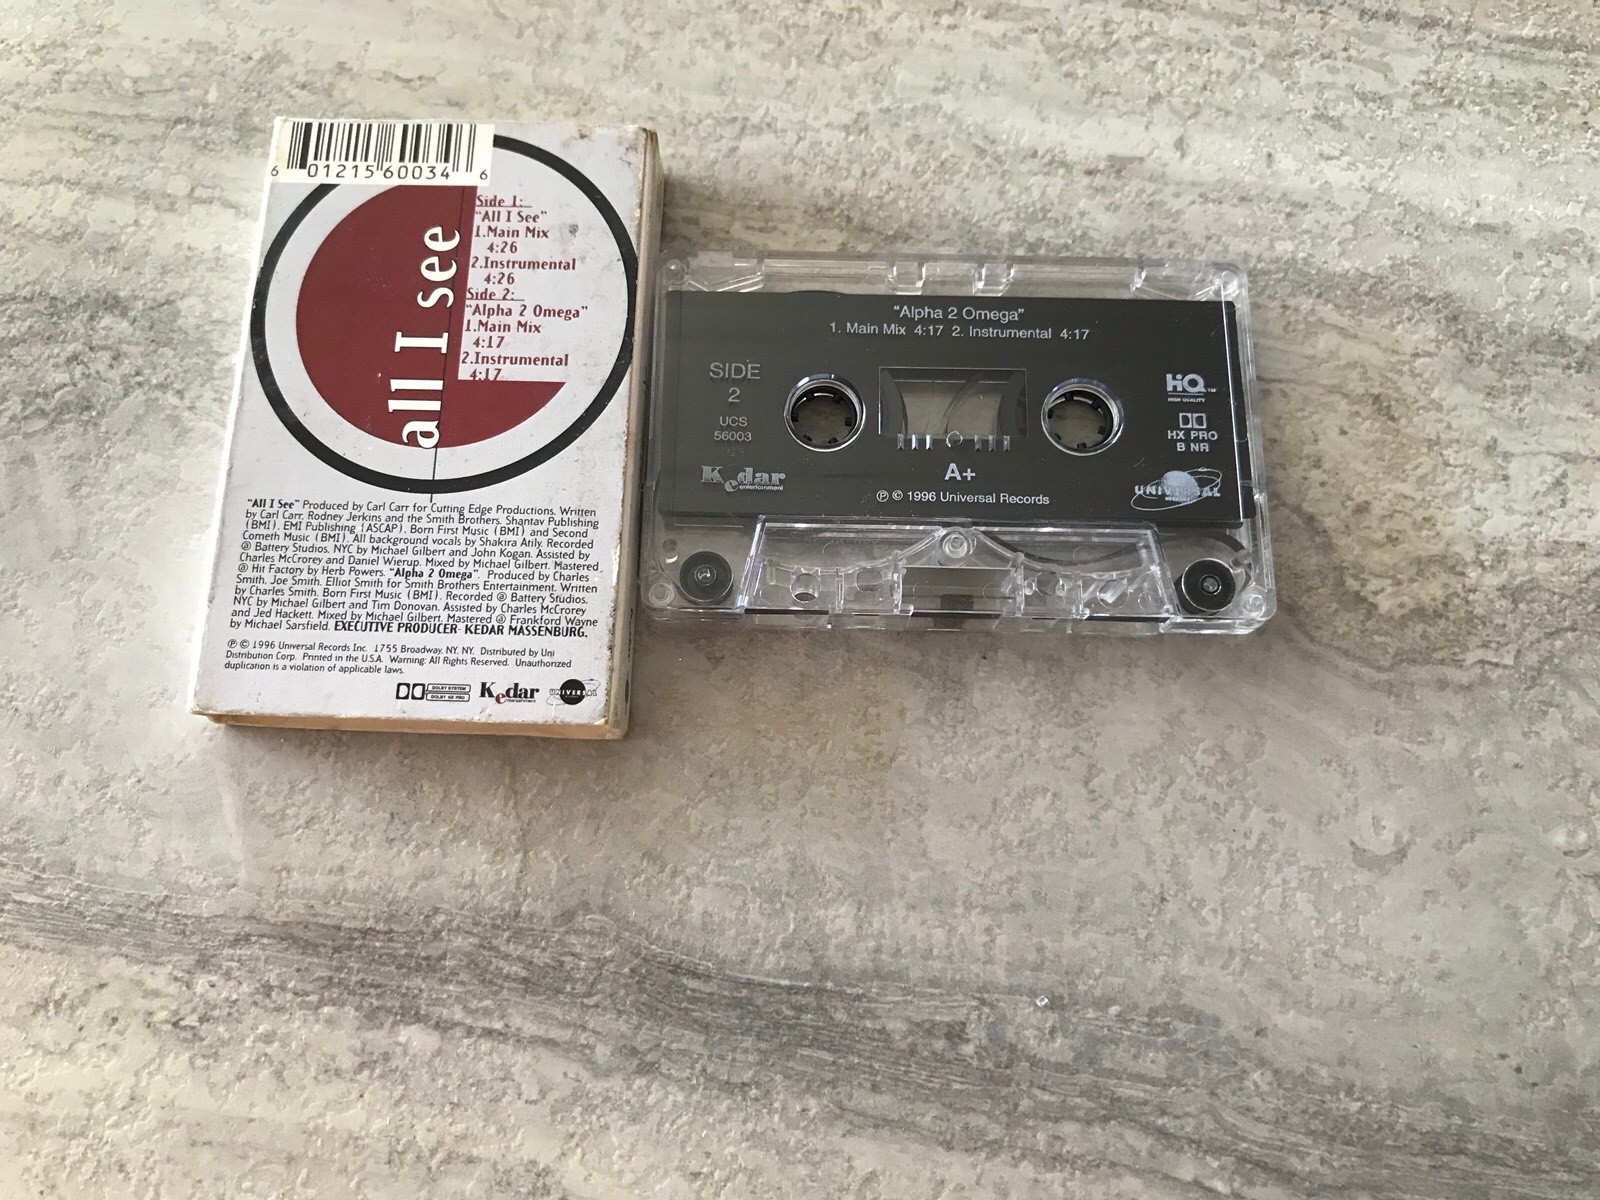 6 01215 60034 6
all I see
Side 1:
"All I See"
1.Main Mix
4:26
2.Instrumental
4:26
Side 2:
"Alpha 2 Omega"
1.Main Mix
4:17
2.Instrumental
4:17
"All I See" Produced by Carl Carr for Cutting Edge Productions. Written
by Carl Carr, Rodney Jerkins and the Smith Brothers. Shantav Publishing
(BMI). EMI Publishing (ASCAP). Born First Music (BMI) and Second
Cometh Music (BMI). All background vocals by Shakira Atily. Recorded
@ Battery Studios, NYC by Michael Gilbert and John Kogan. Assisted by
Charles McCrorey and Daniel Wierup. Mixed by Michael Gilbert. Mastered
@ Hit Factory by Herb Powers. "Alpha 2 Omega". Produced by Charles
Smith, Joe Smith, Elliot Smith for Smith Brothers Entertainment. Written
by Charles Smith. Born First Music (BMI). Recorded @ Battery Studios,
NYC by Michael Gilbert and Tim Donovan. Assisted by Charles McCrorey
and Jed Hackett. Mixed by Michael Gilbert. Mastered @ Frankford Wayne
by Michael Sarsfield. EXECUTIVE PRODUCER- KEDAR MASSENBURG.
℗ © 1996 Universal Records Inc. 1755 Broadway, NY, NY. Distributed by Uni
Distribution Corp. Printed in the U.S.A. Warning: All Rights Reserved. Unauthorized
duplication is a violation of applicable laws.
DOLBY SYSTEM
DOLBY HX PRO
Kedar
entertainment
UNIVERSAL
"Alpha 2 Omega"
1. Main Mix 4:17 2. Instrumental 4:17
SIDE
2
UCS
56003
Kedar
entertainment
A+
℗ © 1996 Universal Records
HiQ™
HIGH QUALITY
HX PRO
B NR
UNIVERSAL
RECORDS